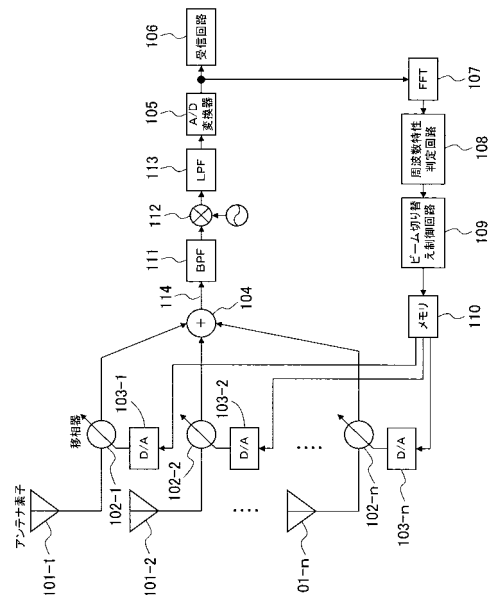 アンテナ素子
101-1
移相器
102-1
103-1
D/A
101-2
102-2
103-2
D/A
01-n
102-n
103-n
D/A
104
114
111
BPF
112
113
LPF
105
A/D
変換器
106
受信回路
107
FFT
108
周波数特性
判定回路
109
ビーム切り替
え制御回路
110
メモリ